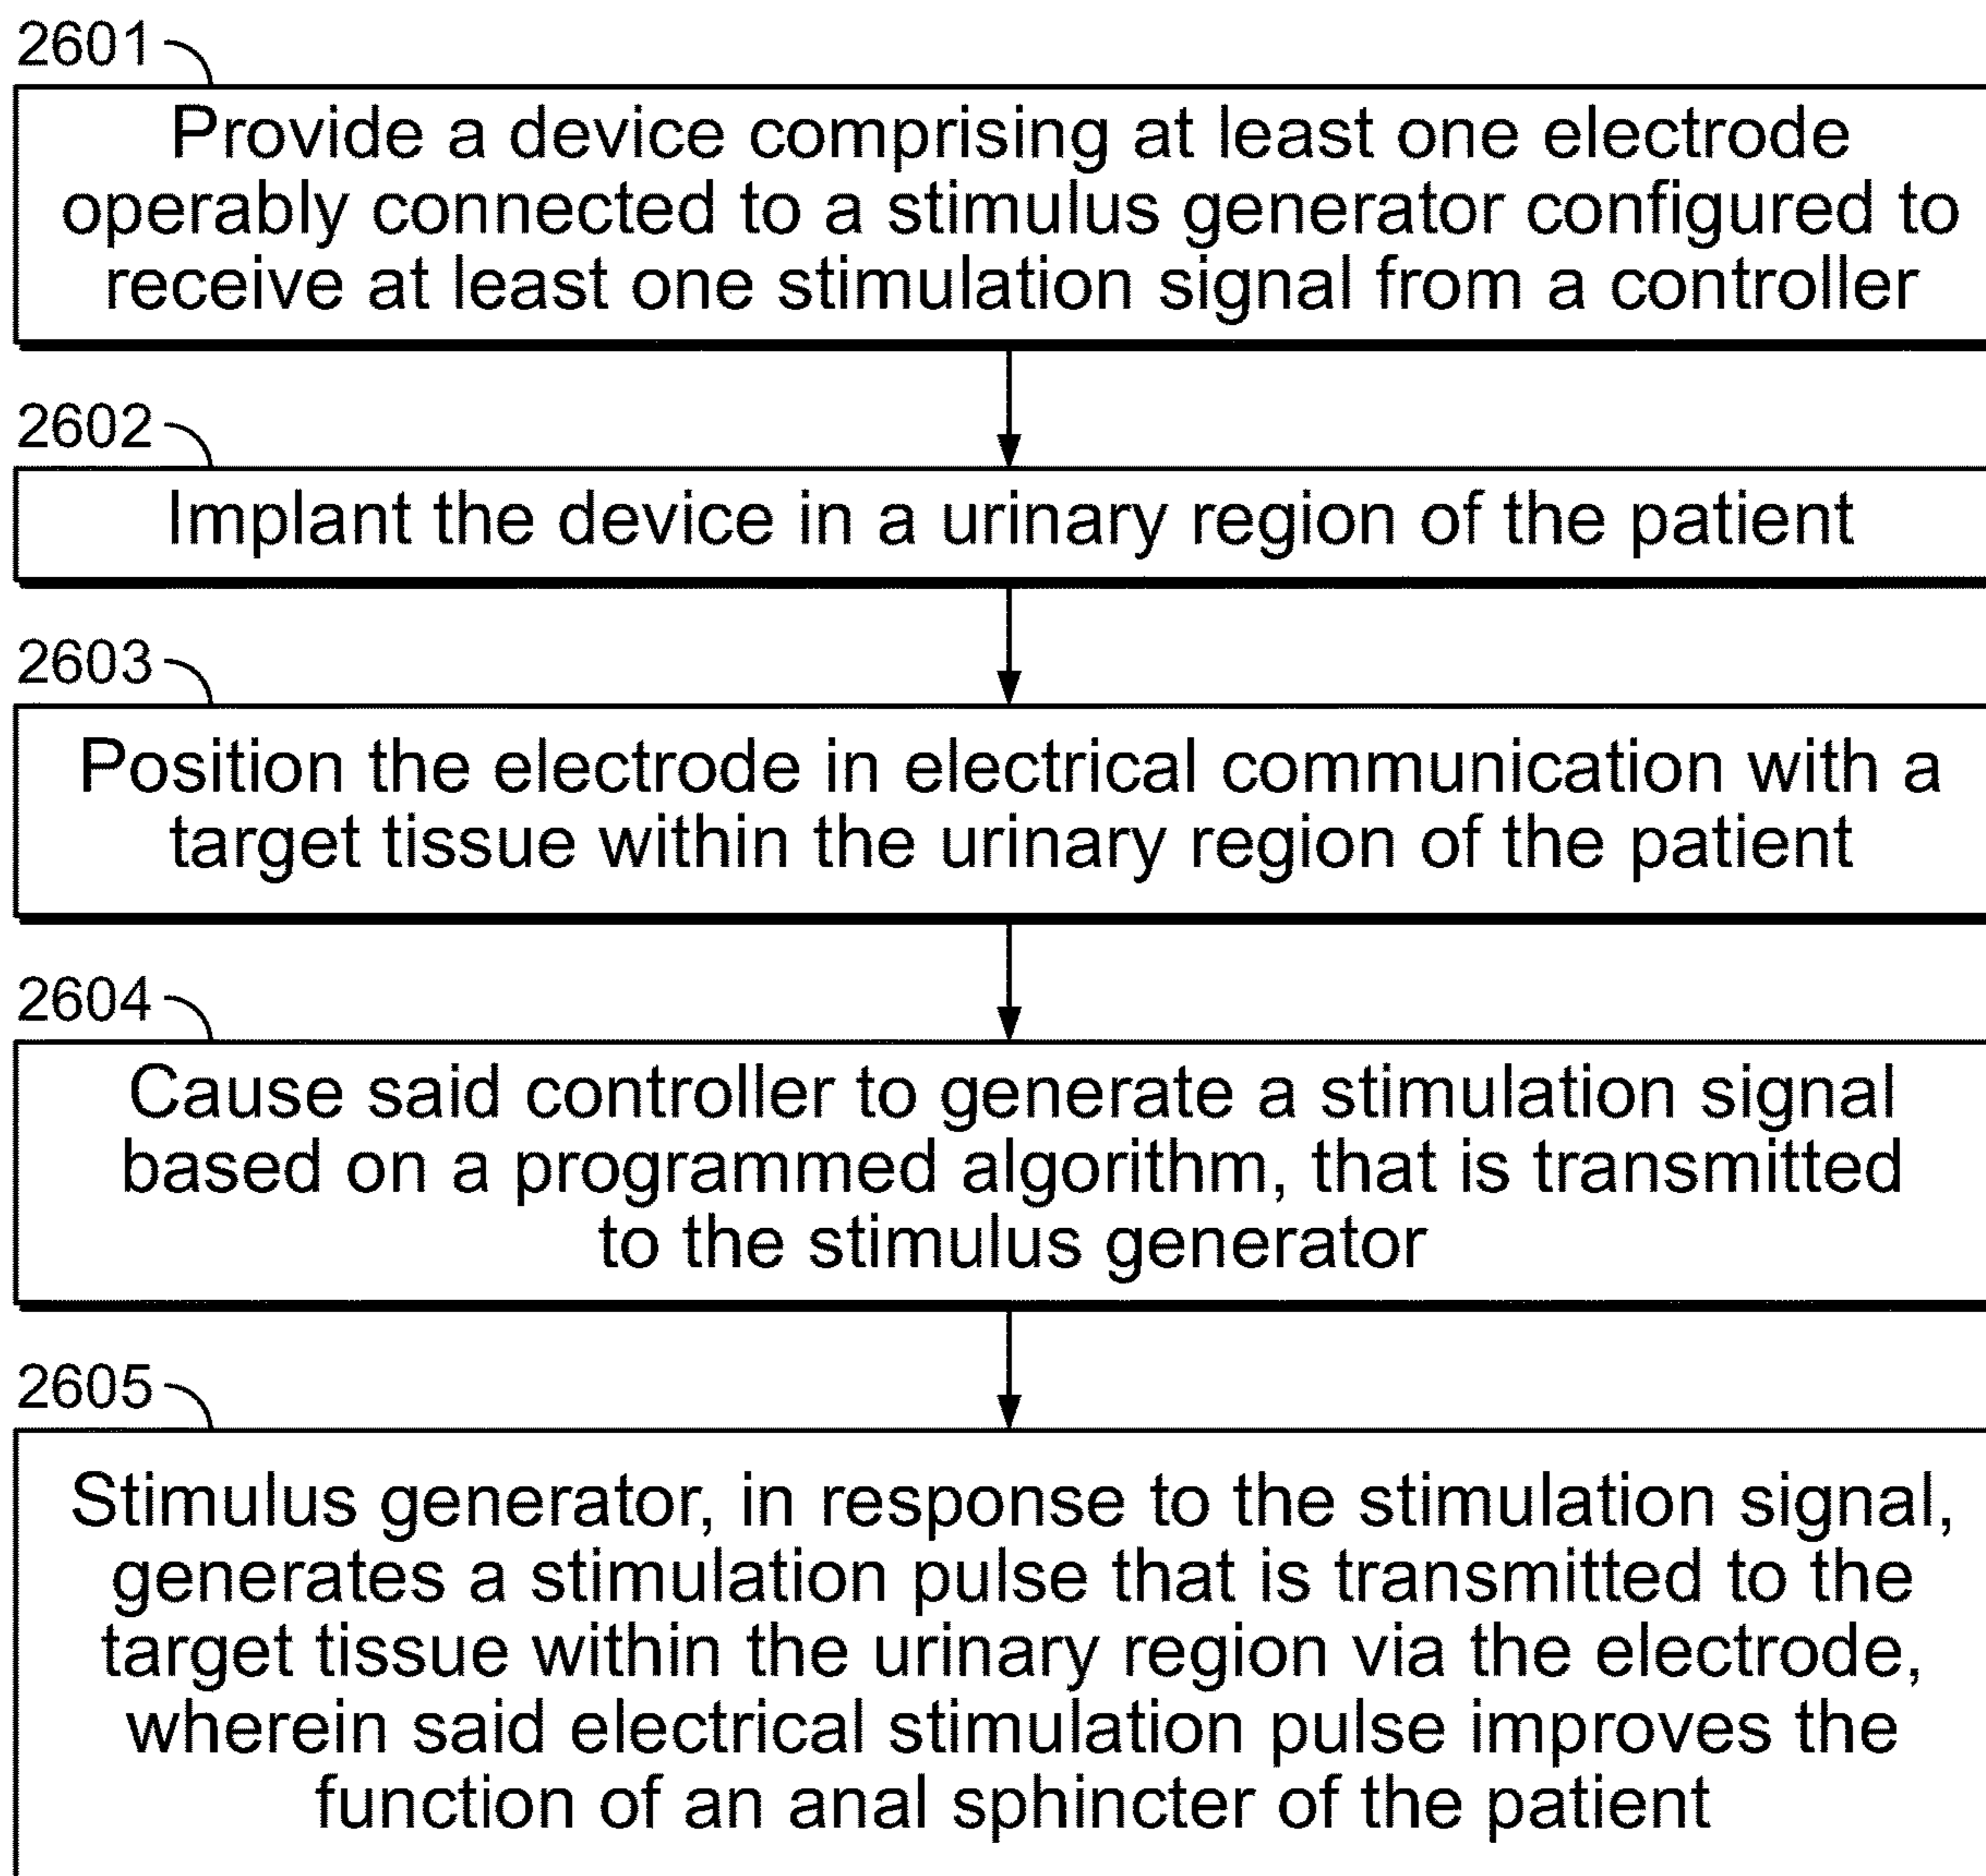 2601
Provide a device comprising at least one electrode
operably connected to a stimulus generator configured to
receive at least one stimulation signal from a controller
2602
Implant the device in a urinary region of the patient
2603
Position the electrode in electrical communication with a
target tissue within the urinary region of the patient
2604
Cause said controller to generate a stimulation signal
based on a programmed algorithm, that is transmitted
to the stimulus generator
2605
Stimulus generator, in response to the stimulation signal,
generates a stimulation pulse that is transmitted to the
target tissue within the urinary region via the electrode,
wherein said electrical stimulation pulse improves the
function of an anal sphincter of the patient